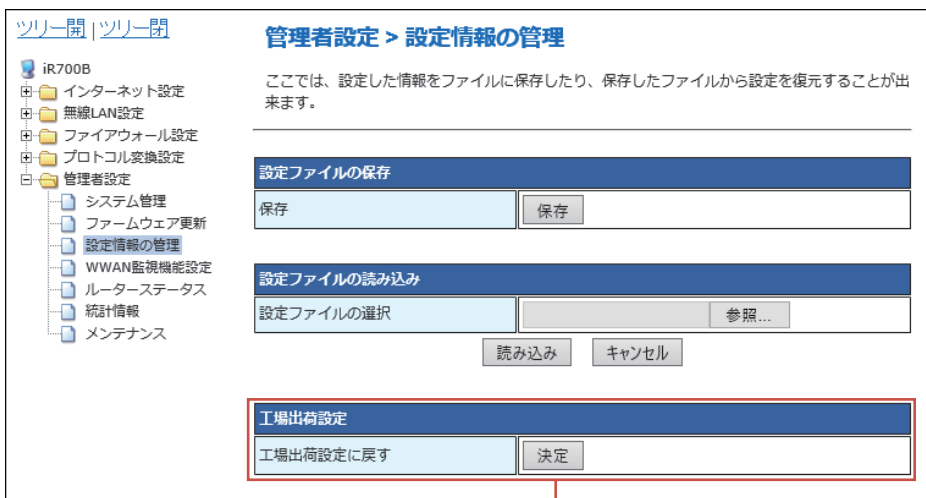 ツリー開 | ツリー閉
iR700B
インターネット設定
無線LAN設定
ファイアウォール設定
プロトコル変換設定
管理者設定
システム管理
ファームウェア更新
設定情報の管理
WWAN監視機能設定
ルーターステータス
統計情報
メンテナンス
管理者設定 > 設定情報の管理
ここでは、設定した情報をファイルに保存したり、保存したファイルから設定を復元することが出
来ます。
設定ファイルの保存
保存 保存
設定ファイルの読み込み
設定ファイルの選択 参照...
読み込み キャンセル
工場出荷設定
工場出荷設定に戻す 決定